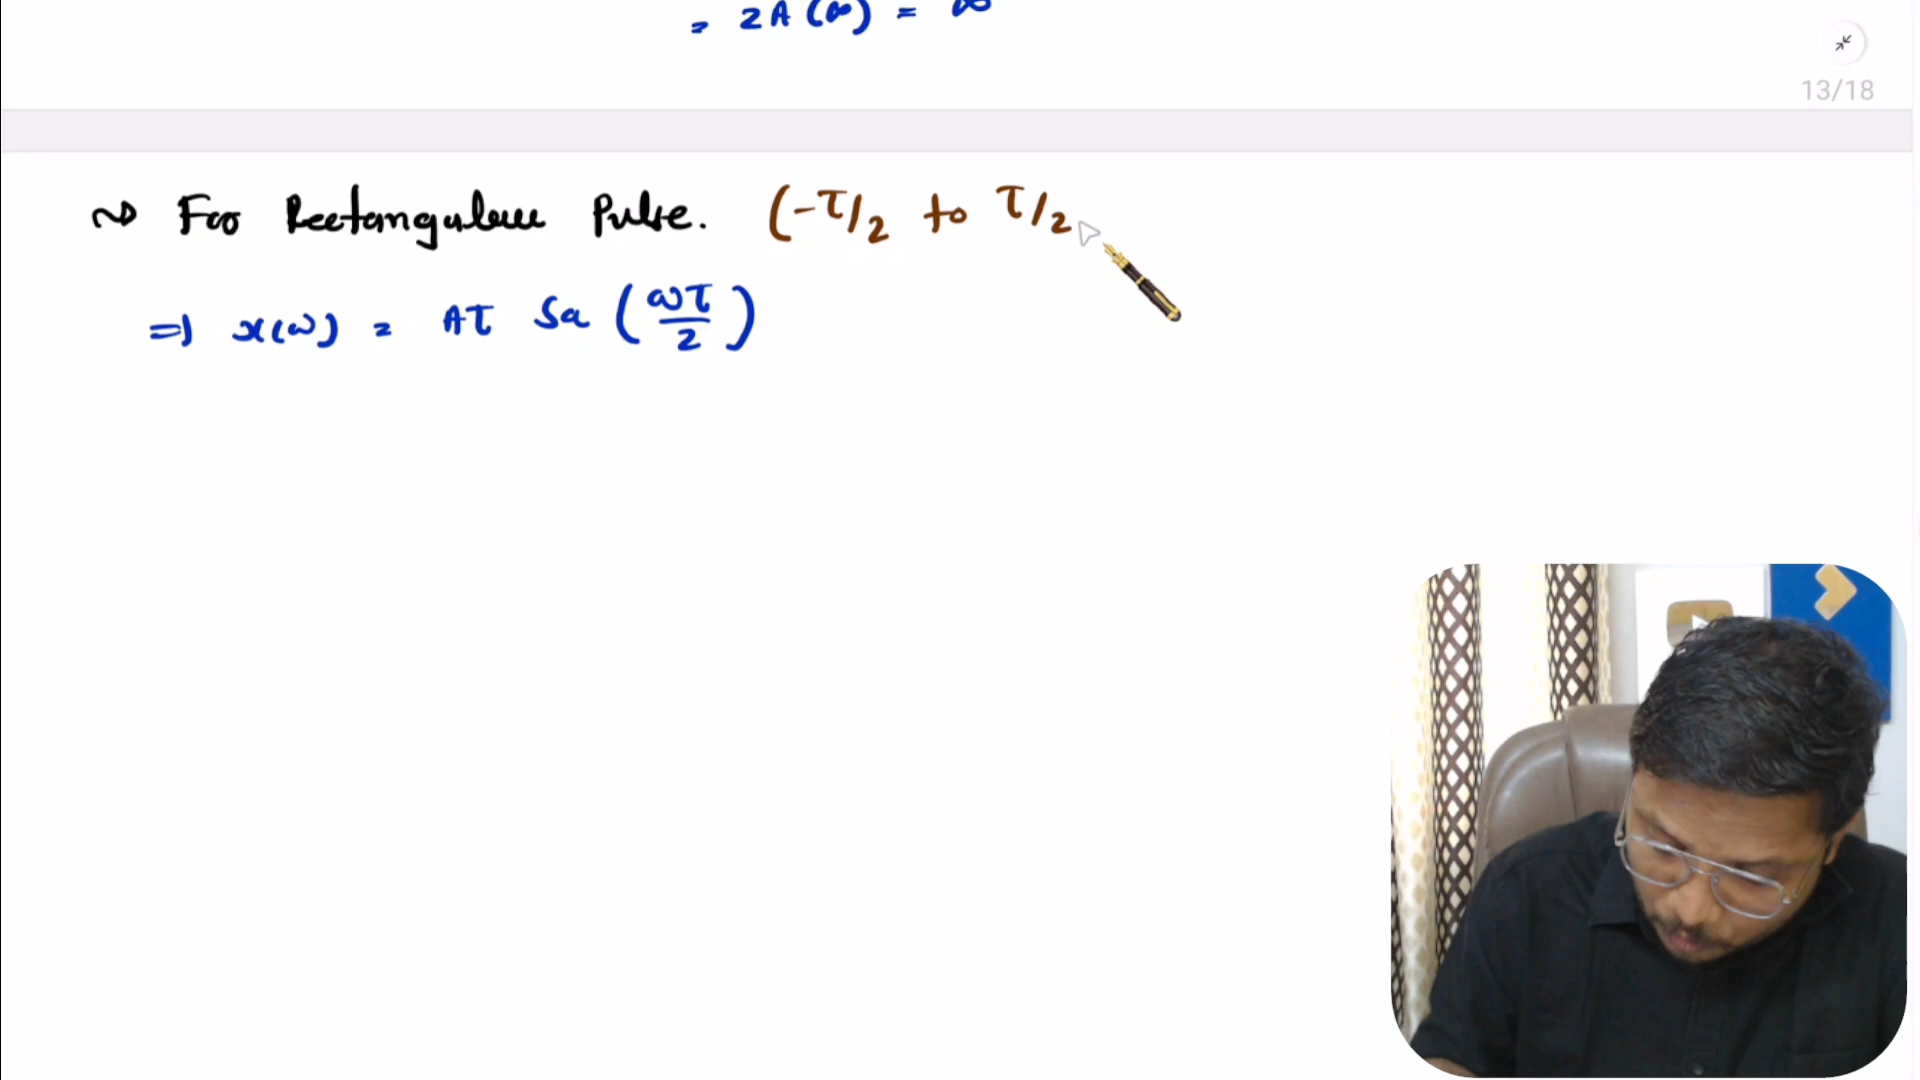 = 2A (∞) = ∞
13/18
~> For Rectangular Pulse. (-τ/2 to τ/2
=> x(ω) = Aτ Sa (ωτ/2)